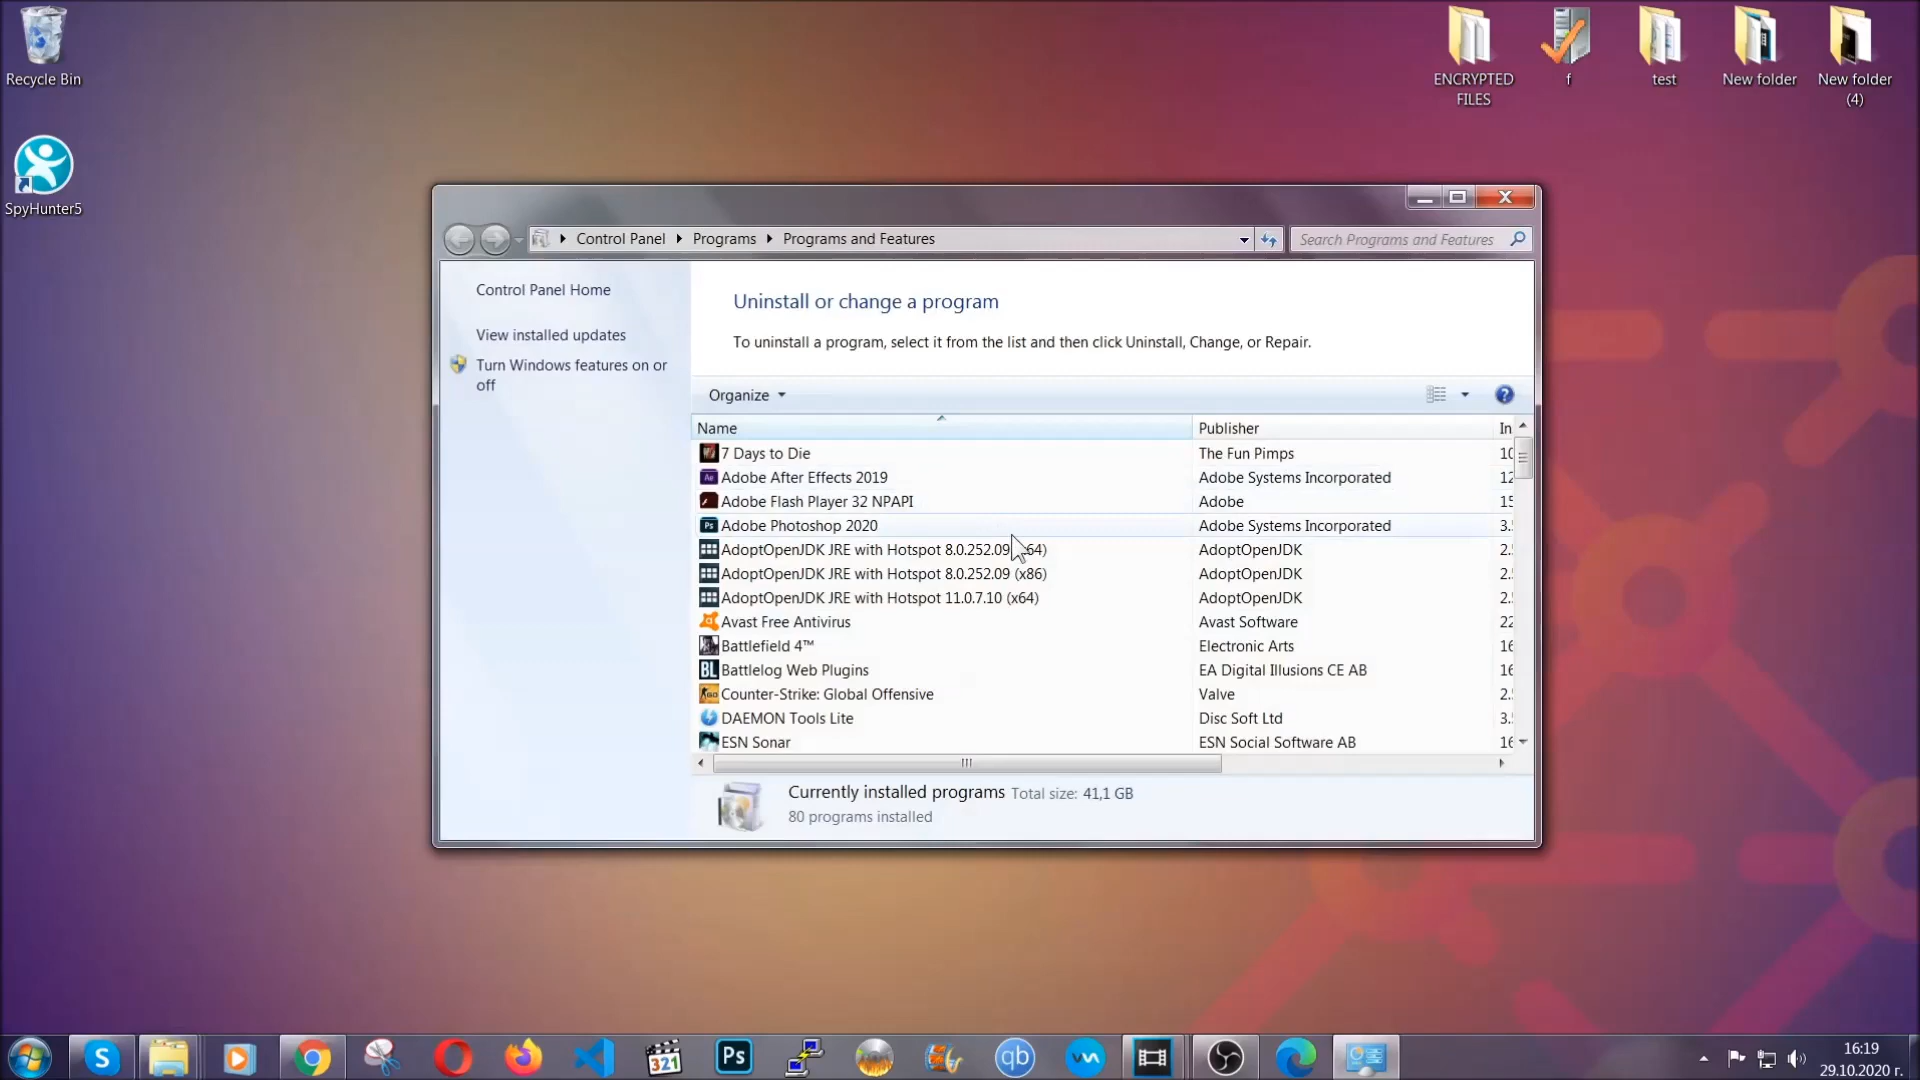 Recycle Bin
SpyHunter5
ENCRYPTED
FILES
f
test
New folder
New folder
(4)
Control Panel
Programs
Programs and Features
Search Programs and Features
Control Panel Home
View installed updates
Turn Windows features on or
off
Uninstall or change a program
To uninstall a program, select it from the list and then click Uninstall, Change, or Repair.
Organize
Name Publisher In
7 Days to Die The Fun Pimps 10
Adobe After Effects 2019 Adobe Systems Incorporated 12
Adobe Flash Player 32 NPAPI Adobe 15
Adobe Photoshop 2020 Adobe Systems Incorporated 3.
AdoptOpenJDK JRE with Hotspot 8.0.252.09 64) AdoptOpenJDK 2.
AdoptOpenJDK JRE with Hotspot 8.0.252.09 (x86) AdoptOpenJDK 2.
AdoptOpenJDK JRE with Hotspot 11.0.7.10 (x64) AdoptOpenJDK 2.
Avast Free Antivirus Avast Software 22
Battlefield 4™ Electronic Arts 16
Battlelog Web Plugins EA Digital Illusions CE AB 16
Counter-Strike: Global Offensive Valve 2.
DAEMON Tools Lite Disc Soft Ltd 3.
ESN Sonar ESN Social Software AB 16
Currently installed programs Total size: 41,1 GB
80 programs installed
321
Ps
qb
16:19
29.10.2020 г.